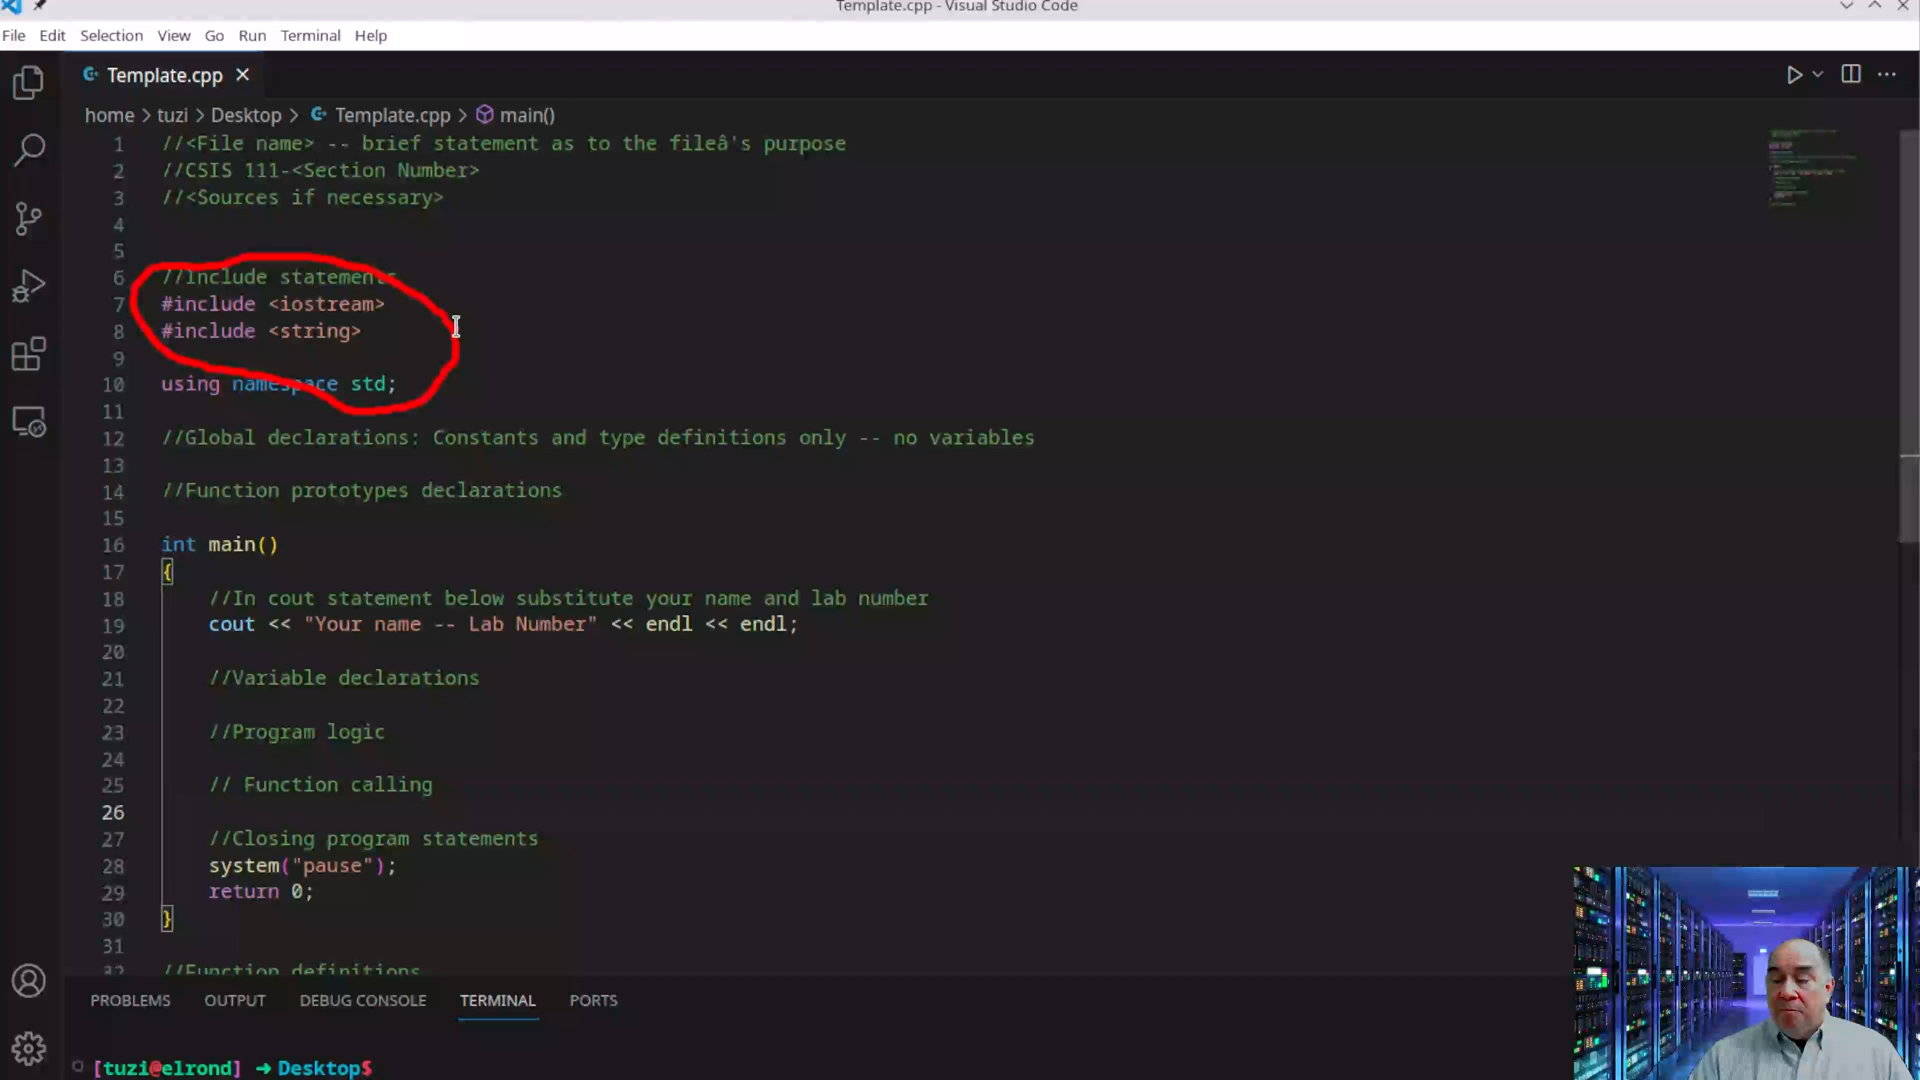 Template.cpp - Visual Studio Code
File Edit Selection View Go Run Terminal Help
Template.cpp
home > tuzi > Desktop > Template.cpp > main()
1 //<File name> -- brief statement as to the fileâ's purpose
2 //CSIS 111-<Section Number>
3 //<Sources if necessary>
4
5
6 //Include statements
7 #include <iostream>
8 #include <string>
9
10 using namespace std;
11
12 //Global declarations: Constants and type definitions only -- no variables
13
14 //Function prototypes declarations
15
16 int main()
17 {
18 //In cout statement below substitute your name and lab number
19 cout << "Your name -- Lab Number" << endl << endl;
20
21 //Variable declarations
22
23 //Program logic
24
25 // Function calling
26
27 //Closing program statements
28 system("pause");
29 return 0;
30 }
31
32 //Function definitions
PROBLEMS OUTPUT DEBUG CONSOLE TERMINAL PORTS
[tuzi@elrond] → Desktop$